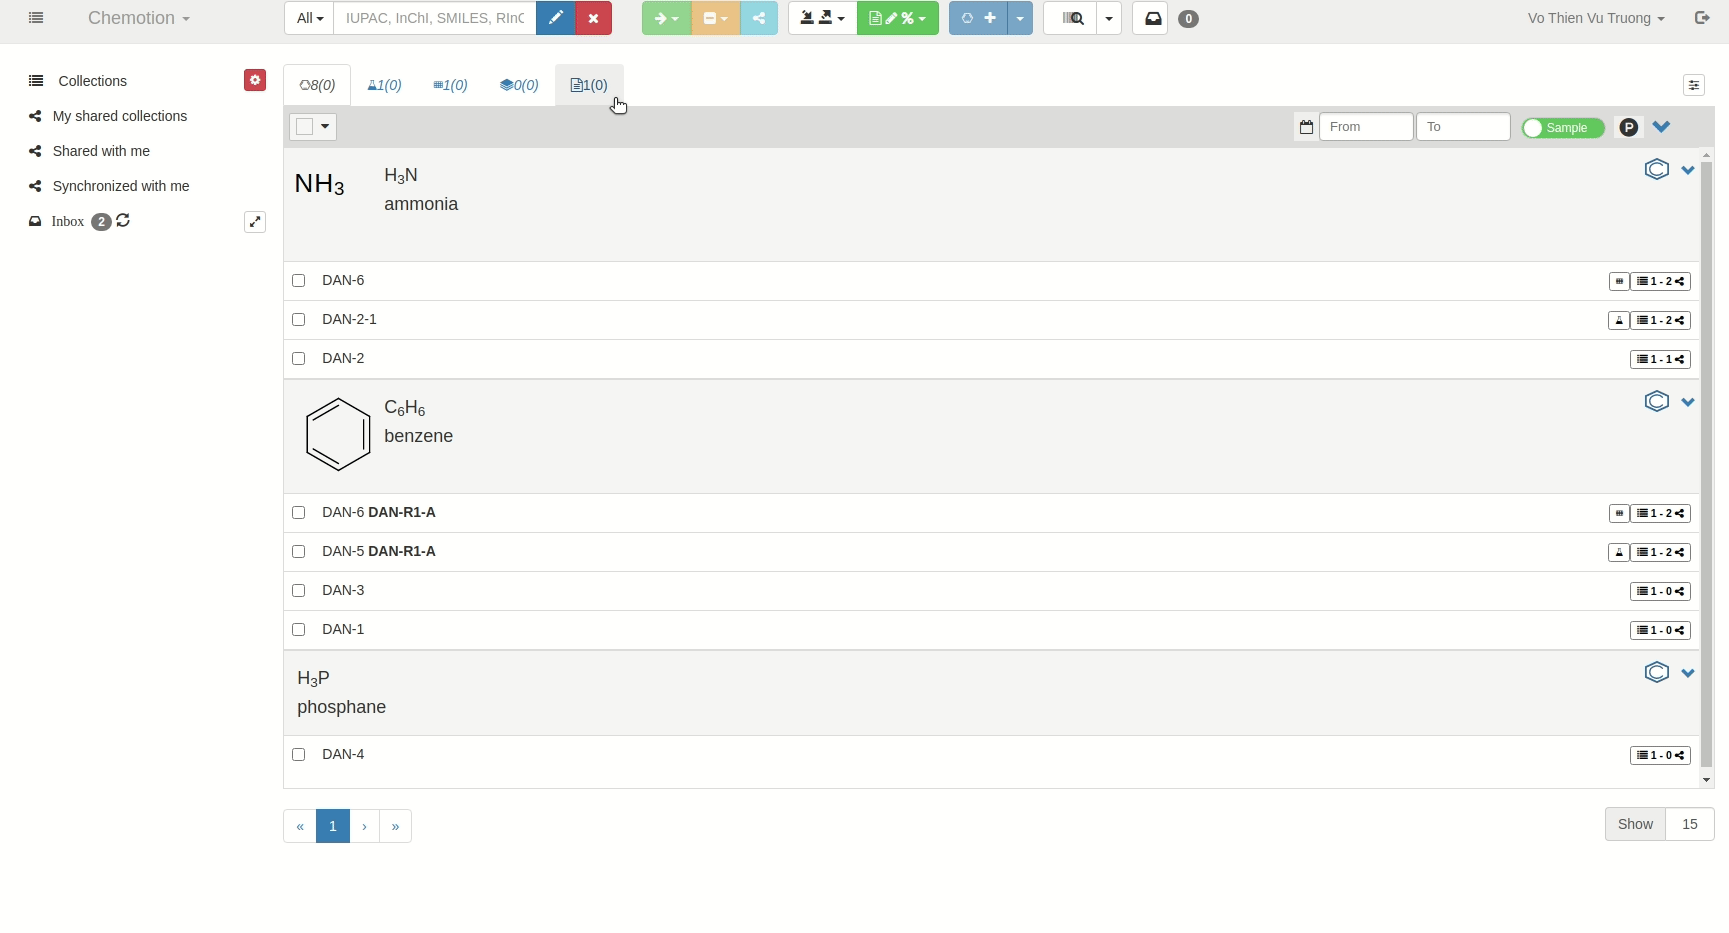 Chemotion
All
IUPAC, InChI, SMILES, RInC
%
0
Vo Thien Vu Truong
Collections
My shared collections
Shared with me
Synchronized with me
Inbox 2
8(0) 1(0) 1(0) 0(0) 1(0)
From To Sample P
NH3
H3N
ammonia
DAN-6 1 - 2
DAN-2-1 1 - 2
DAN-2 1 - 1
C6H6
benzene
DAN-6 DAN-R1-A 1 - 2
DAN-5 DAN-R1-A 1 - 2
DAN-3 1 - 0
DAN-1 1 - 0
H3P
phosphane
DAN-4 1 - 0
« 1 › »
Show 15